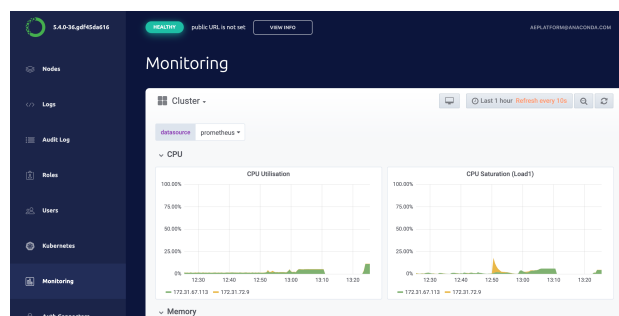 5.4.0-36.gdf45da616
HEALTHY public URL is not set VIEW INFO AEPLATFORM@ANACONDA.COM
Nodes
Logs
Audit Log
Roles
Users
Kubernetes
Monitoring
Auth Connectors
Monitoring
Cluster
Last 1 hour Refresh every 10s
datasource prometheus
CPU
CPU Utilisation
100.00%
75.00%
50.00%
25.00%
0%
12:30 12:40 12:50 13:00 13:10 13:20
172.31.67.113 172.31.72.9
CPU Saturation (Load1)
100.00%
75.00%
50.00%
25.00%
0%
12:30 12:40 12:50 13:00 13:10 13:20
172.31.67.113 172.31.72.9
Memory